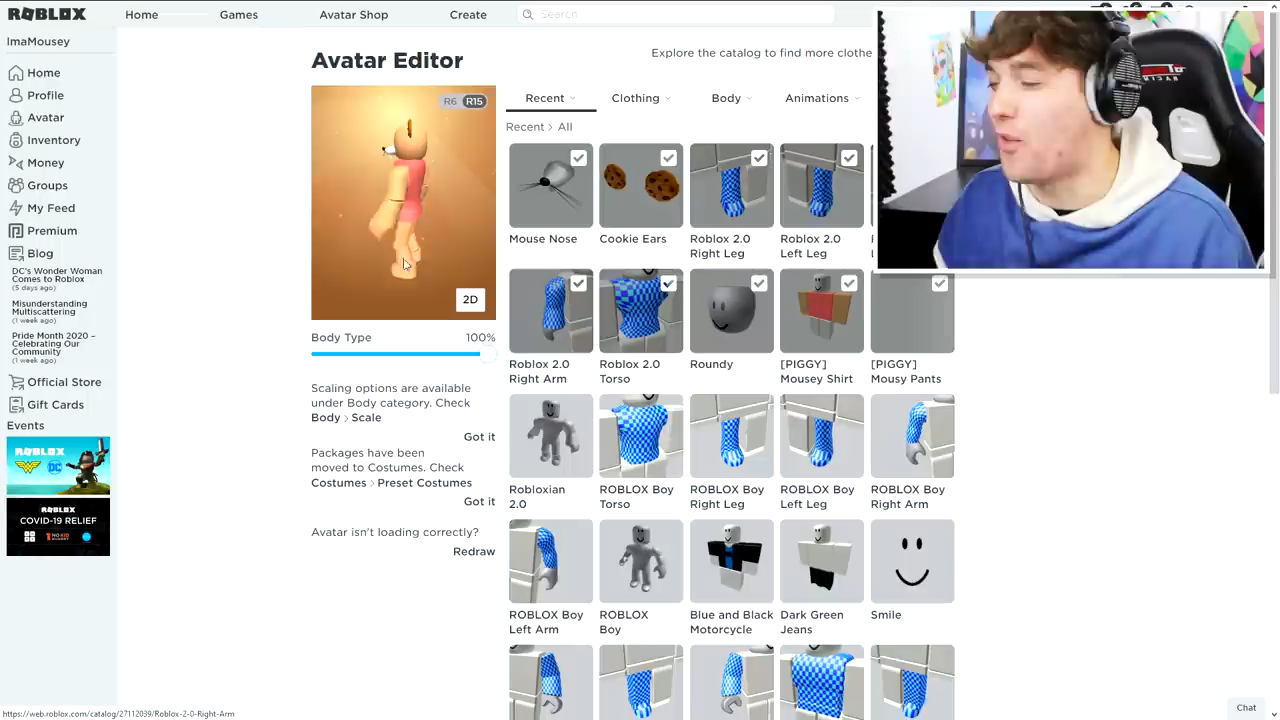 ROBLOX
Home
Games
Avatar Shop
Create
Search
ImaMousey
Home
Profile
Avatar
Inventory
Money
Groups
My Feed
Premium
Blog
DC's Wonder Woman
Comes to Roblox
(5 days ago)
Misunderstanding
Multiscattering
(1 week ago)
Pride Month 2020 –
Celebrating Our
Community
(1 week ago)
Official Store
Gift Cards
Events
ROBLOX
DC
ROBLOX
COVID-19 RELIEF
Avatar Editor
Explore the catalog to find more clothe
R6 R15
2D
Body Type 100%
Scaling options are available
under Body category. Check
Body > Scale
Got it
Packages have been
moved to Costumes. Check
Costumes > Preset Costumes
Got it
Avatar isn't loading correctly?
Redraw
Recent
Clothing
Body
Animations
Recent > All
Mouse Nose
Cookie Ears
Roblox 2.0
Right Leg
Roblox 2.0
Left Leg
Roblox 2.0
Right Arm
Roblox 2.0
Torso
Roundy
[PIGGY]
Mousey Shirt
[PIGGY]
Mousy Pants
Robloxian
2.0
ROBLOX Boy
Torso
ROBLOX Boy
Right Leg
ROBLOX Boy
Left Leg
ROBLOX Boy
Right Arm
ROBLOX Boy
Left Arm
ROBLOX
Boy
Blue and Black
Motorcycle
Dark Green
Jeans
Smile
Chat
https://web.roblox.com/catalog/27112039/Roblox-2-0-Right-Arm